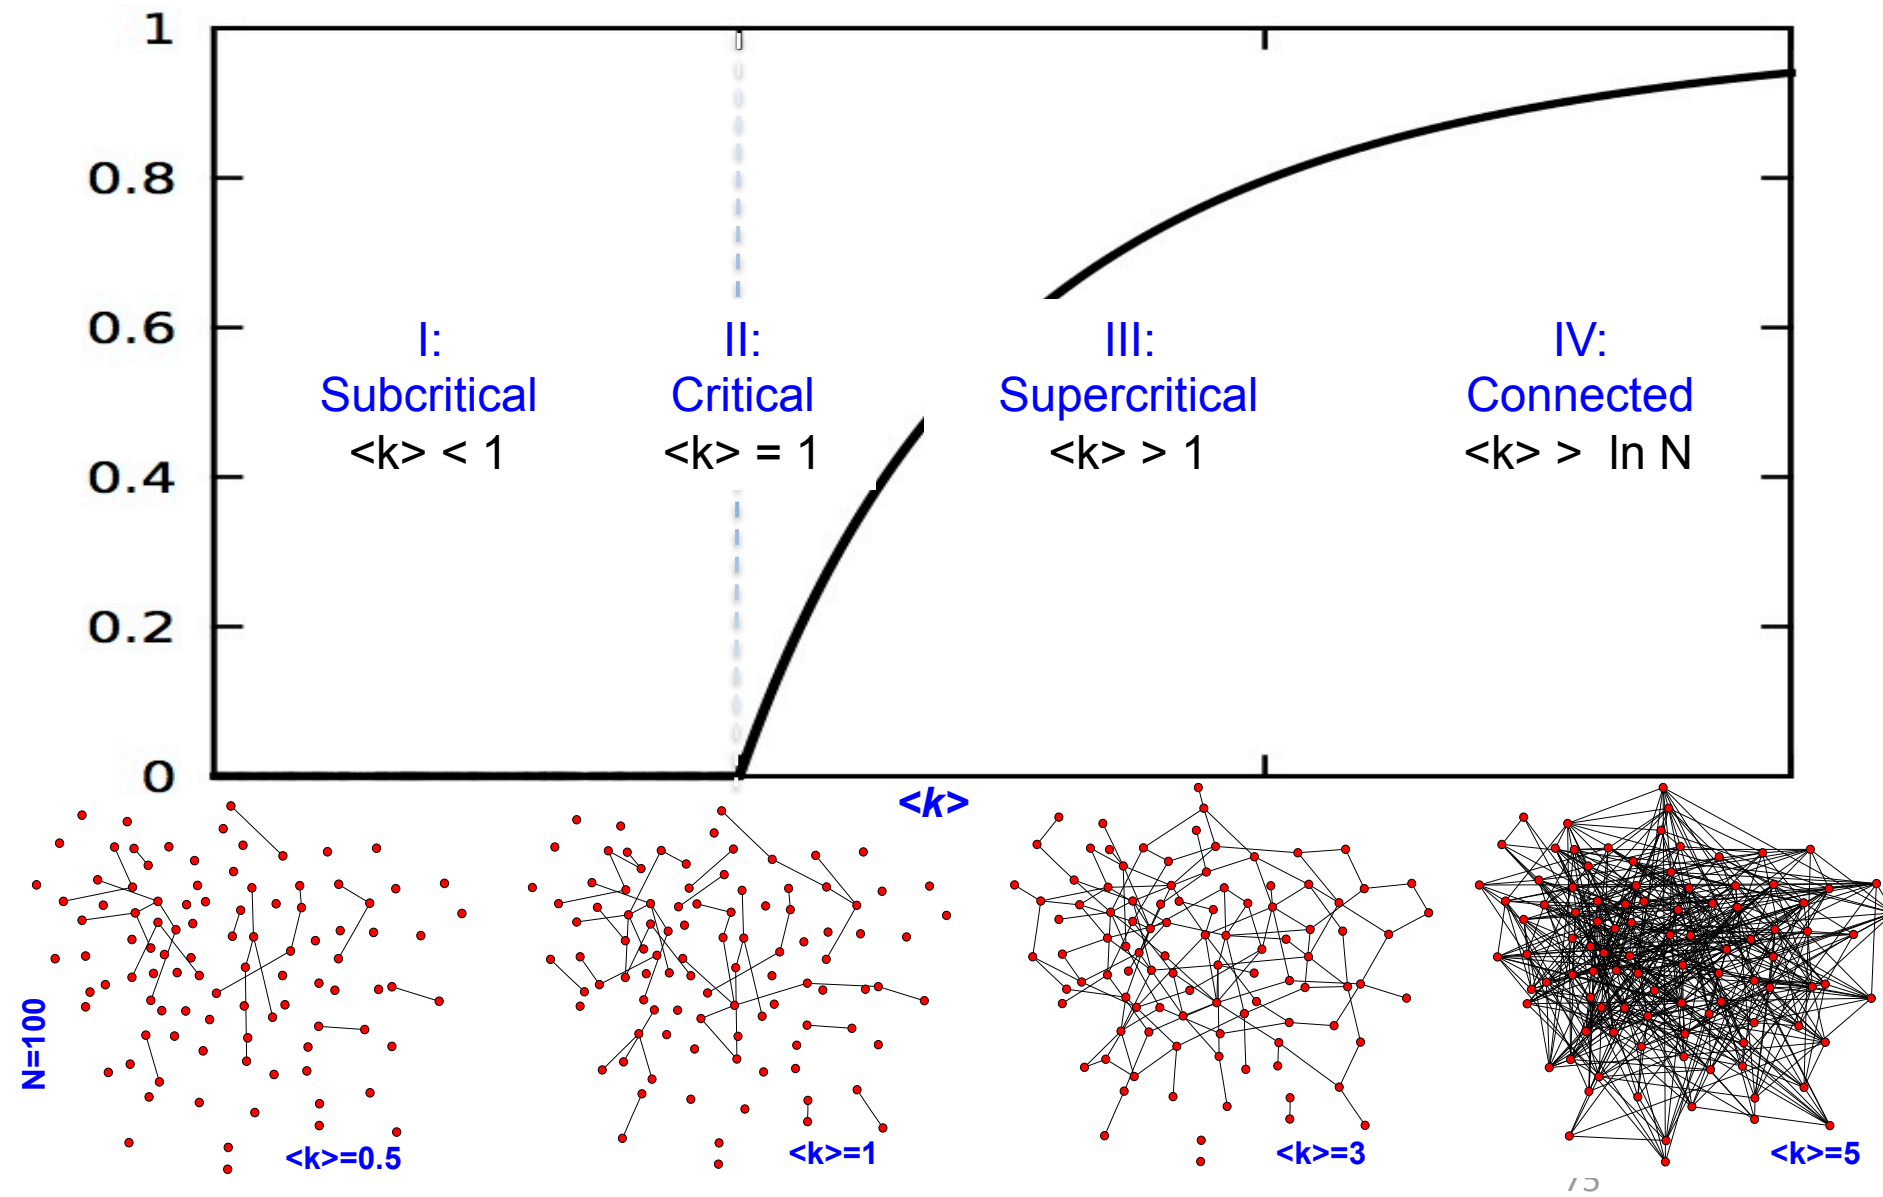 1
0.8
0.6
0.4
0.2
0
I:
Subcritical
<k> < 1
II:
Critical
<k> = 1
III:
Supercritical
<k> > 1
IV:
Connected
<k> > ln N
<k>
N=100
<k>=0.5
<k>=1
<k>=3
<k>=5